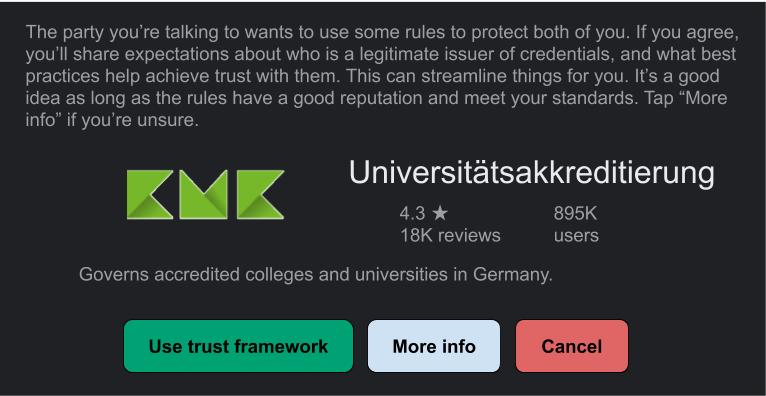 The party you’re talking to wants to use some rules to protect both of you. If you agree,
you’ll share expectations about who is a legitimate issuer of credentials, and what best
practices help achieve trust with them. This can streamline things for you. It’s a good
idea as long as the rules have a good reputation and meet your standards. Tap “More
info” if you’re unsure.
KMK
Universitätsakkreditierung
4.3 ★
895K
18K reviews
users
Governs accredited colleges and universities in Germany.
Use trust framework
More info
Cancel